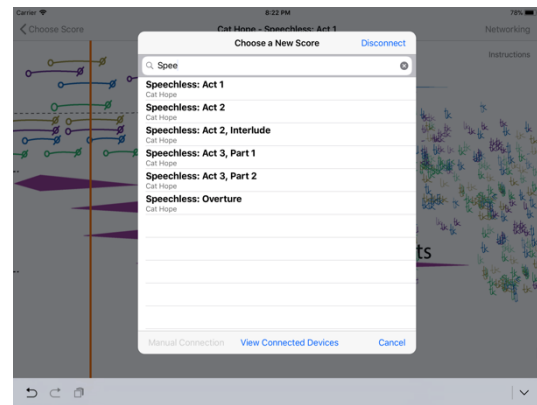 Carrier 8:22 PM 76%
Choose Score Cat Hope - Speechless: Act 1 Networking
Choose a New Score Disconnect
Instructions
Spee
Speechless: Act 1
Cat Hope
Speechless: Act 2
Cat Hope
Speechless: Act 2, Interlude
Cat Hope
Speechless: Act 3, Part 1
Cat Hope
Speechless: Act 3, Part 2
Cat Hope
Speechless: Overture
Cat Hope
ts
Manual Connection View Connected Devices Cancel